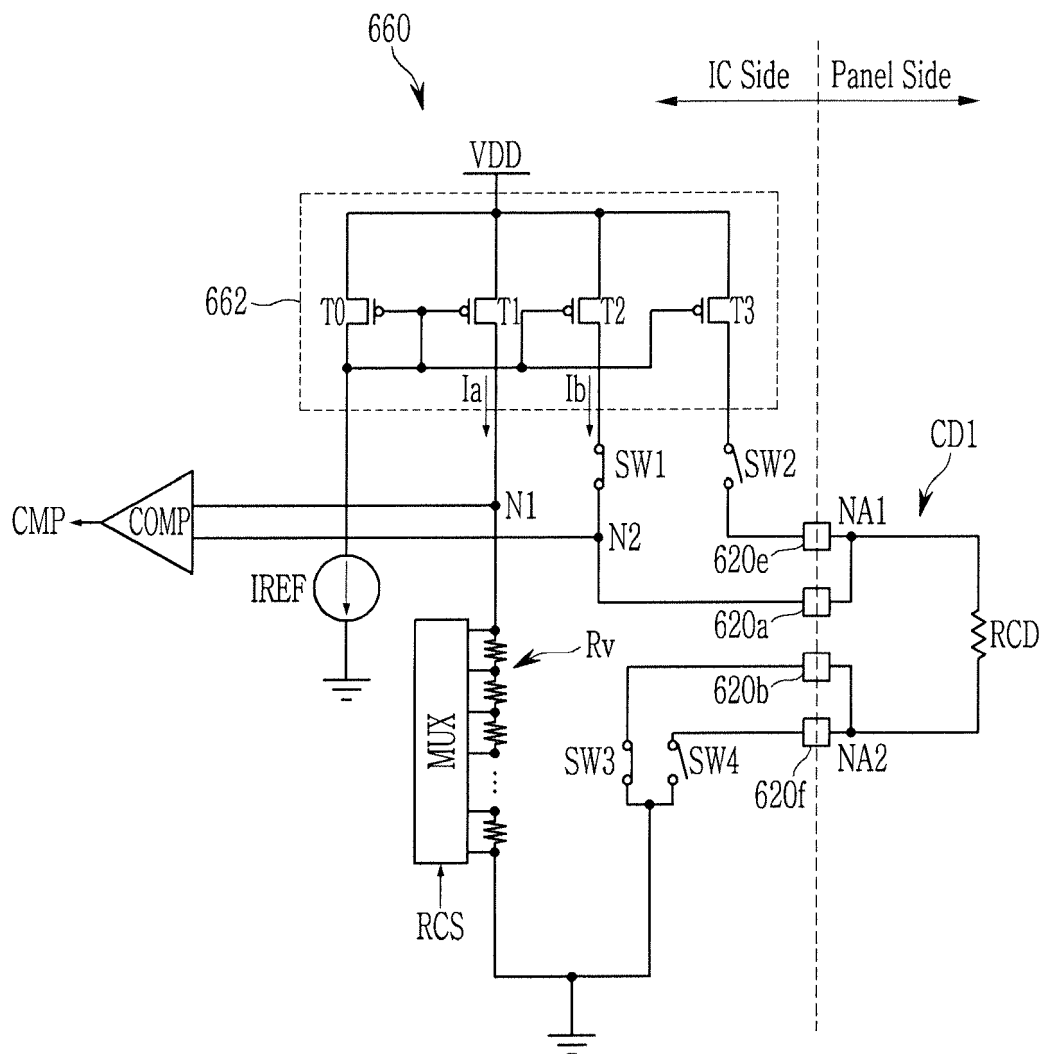 660
IC Side
Panel Side
VDD
662
T0
T1
T2
T3
Ia
Ib
CD1
SW1
SW2
CMP
COMP
N1
NA1
N2
620e
IREF
620a
RCD
Rv
620b
MUX
SW3
SW4
NA2
620f
RCS